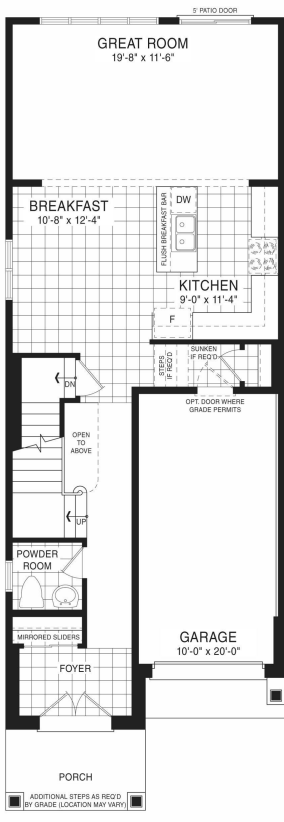 5' PATIO DOOR
GREAT ROOM
19'-8" x 11'-6"
BREAKFAST
10'-8" x 12'-4"
FLUSH BREAKFAST BAR
DW
KITCHEN
9'-0" x 11'-4"
F
STEPS
IF REQ'D
SUNKEN
IF REQ'D
DN
OPT. DOOR WHERE
GRADE PERMITS
OPEN
TO
ABOVE
UP
POWDER
ROOM
MIRRORED SLIDERS
FOYER
GARAGE
10'-0" x 20'-0"
PORCH
ADDITIONAL STEPS AS REQ'D
BY GRADE (LOCATION MAY VARY)